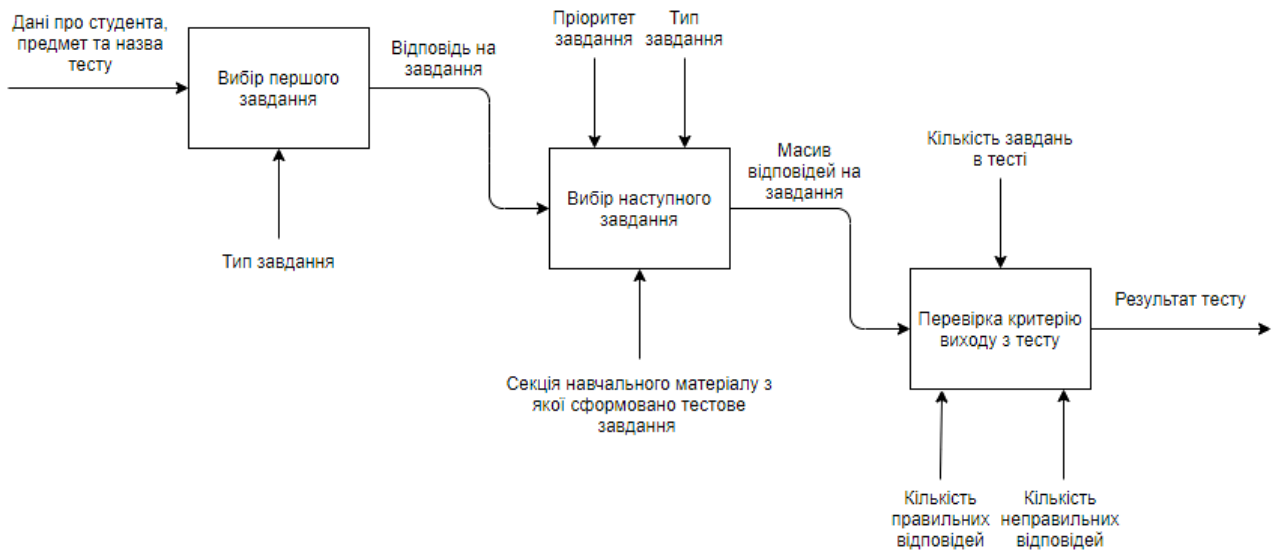 Дані про студента,
предмет та назва
тесту
Вибір першого
завдання
Тип завдання
Відповідь на
завдання
Пріоритет
завдання
Тип
завдання
Вибір наступного
завдання
Секція навчального матеріалу з
якої сформовано тестове
завдання
Масив
відповідей на
завдання
Кількість завдань
в тесті
Перевірка критерію
виходу з тесту
Результат тесту
Кількість
правильних
відповідей
Кількість
неправильних
відповідей